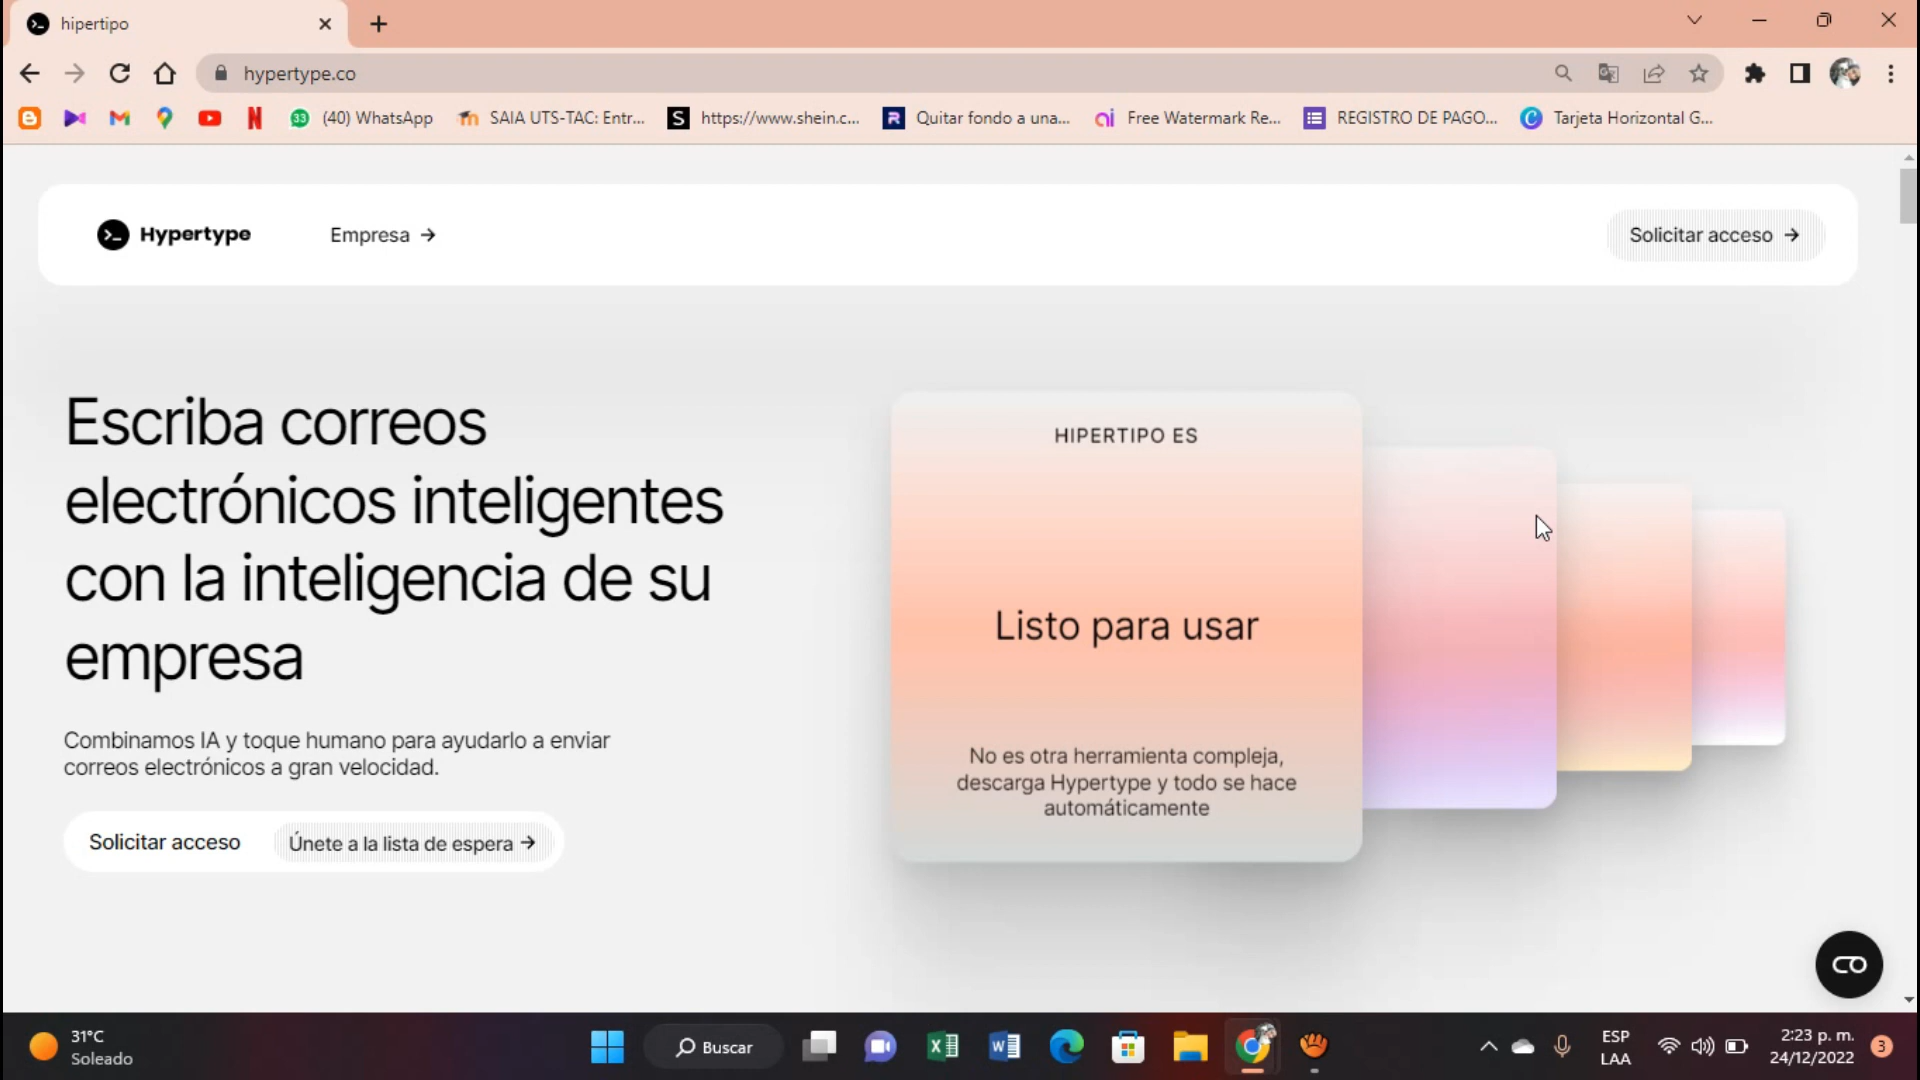 hipertipo
hypertype.co
33
(40) WhatsApp
SAIA UTS-TAC: Entr...
S
https://www.shein.c...
R
Quitar fondo a una...
Free Watermark Re...
REGISTRO DE PAGO...
Tarjeta Horizontal G...
Hypertype
Empresa →
Solicitar acceso →
Escriba correos
electrónicos inteligentes
con la inteligencia de su
empresa
Combinamos IA y toque humano para ayudarlo a enviar
correos electrónicos a gran velocidad.
Solicitar acceso
Únete a la lista de espera →
HIPERTIPO ES
Listo para usar
No es otra herramienta compleja,
descarga Hypertype y todo se hace
automáticamente
31°C
Soleado
Buscar
ESP
LAA
2:23 p. m.
24/12/2022
3